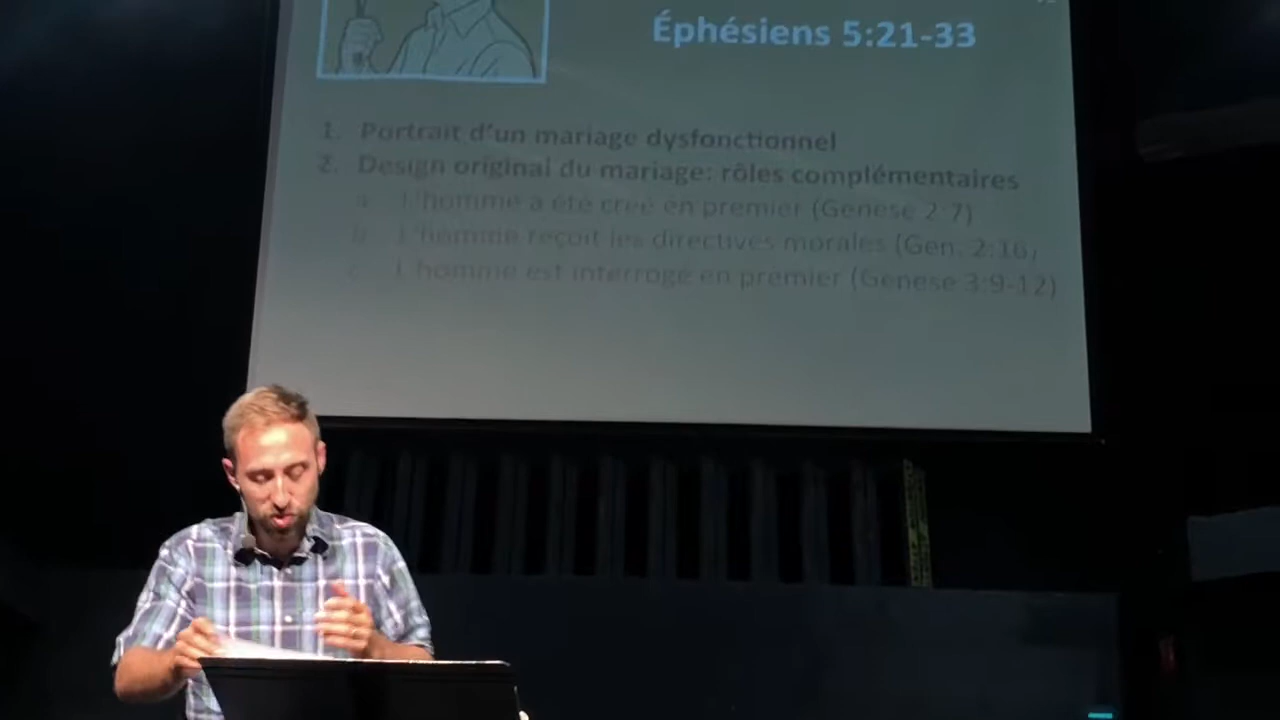 Éphésiens 5:21-33
1. Portrait d'un mariage dysfonctionnel
2. Design original du mariage: rôles complémentaires
a. L'homme a été créé en premier (Genèse 2:7)
b. L'homme reçoit les directives morales (Gen. 2:16)
c. L'homme est interrogé en premier (Genèse 3:9-12)